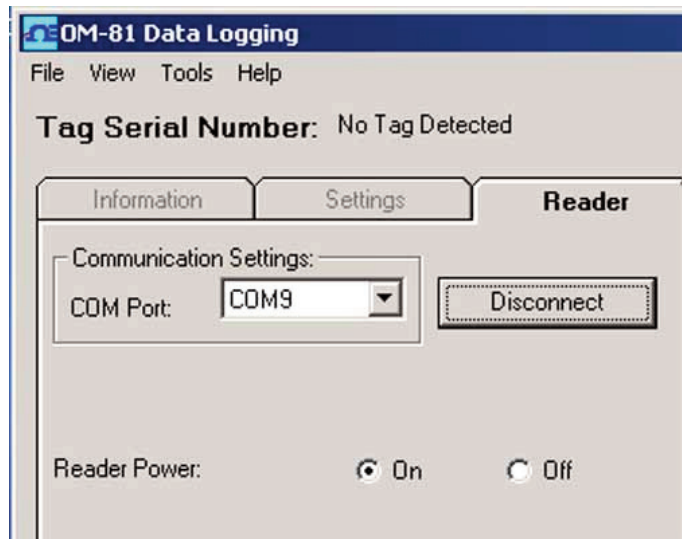 OM-81 Data Logging
File View Tools Help
Tag Serial Number: No Tag Detected
Information Settings Reader
Communication Settings:
COM Port: COM9 Disconnect
Reader Power: On Off